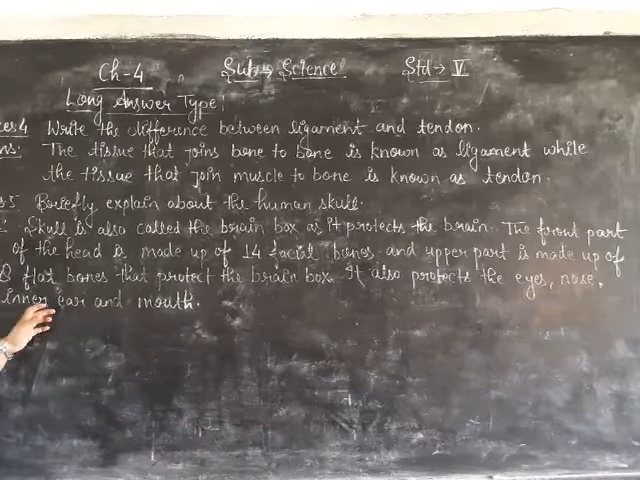 Ch-4 Sub→ Science Std→ V
Long Answer Type:
Ques4 Write the difference between ligament and tendon.
Ans: The tissue that joins bone to bone is known as ligament while
the tissue that join muscle to bone is known as tendon.
Briefly explain about the human skull.
Skull is also called the brain box as it protects the brain. The front part
of the head is made up of 14 facial bones and upper part is made up of
8 flat bones that protect the brain box. It also protects the eyes, nose,
inner ear and mouth.